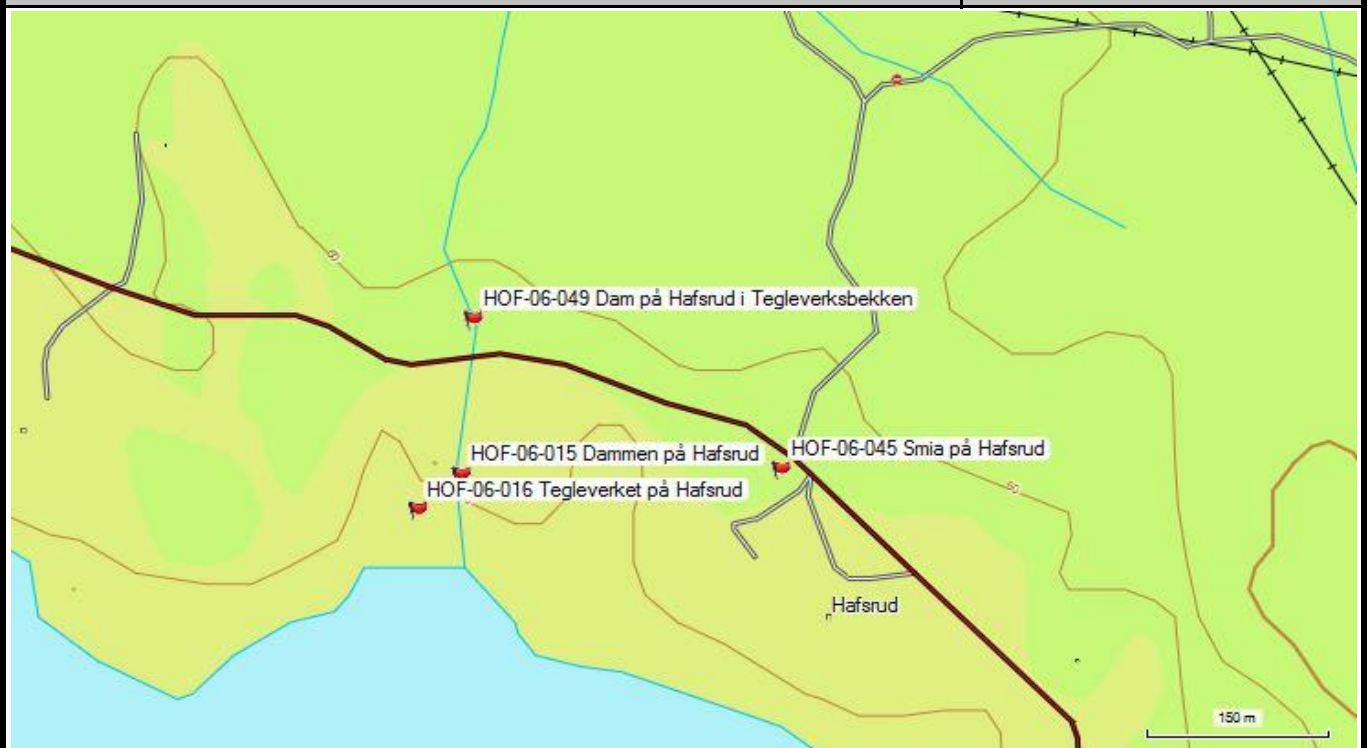 60
HOF-06-049 Dam på Hafsrud i Tegleverksbekken
HOF-06-015 Dammen på Hafsrud
HOF-06-045 Smia på Hafsrud
HOF-06-016 Tegleverket på Hafsrud
Hafsrud
150 m